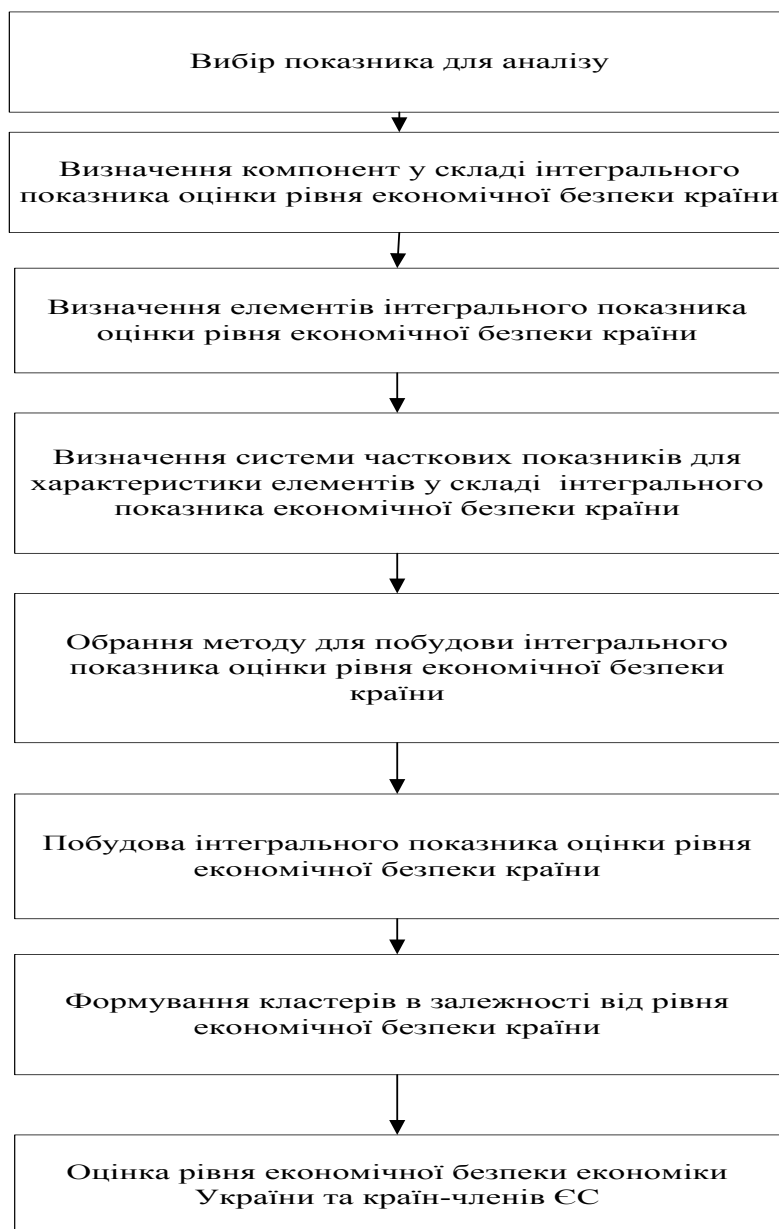 Вибір показника для аналізу
Визначення компонент у складі інтегрального
показника оцінки рівня економічної безпеки країни
Визначення елементів інтегрального показника
оцінки рівня економічної безпеки країни
Визначення системи часткових показників для
характеристики елементів у складі інтегрального
показника економічної безпеки країни
Обрання методу для побудови інтегрального
показника оцінки рівня економічної безпеки
країни
Побудова інтегрального показника оцінки рівня
економічної безпеки країни
Формування кластерів в залежності від рівня
економічної безпеки країни
Оцінка рівня економічної безпеки економіки
України та країн-членів ЄС